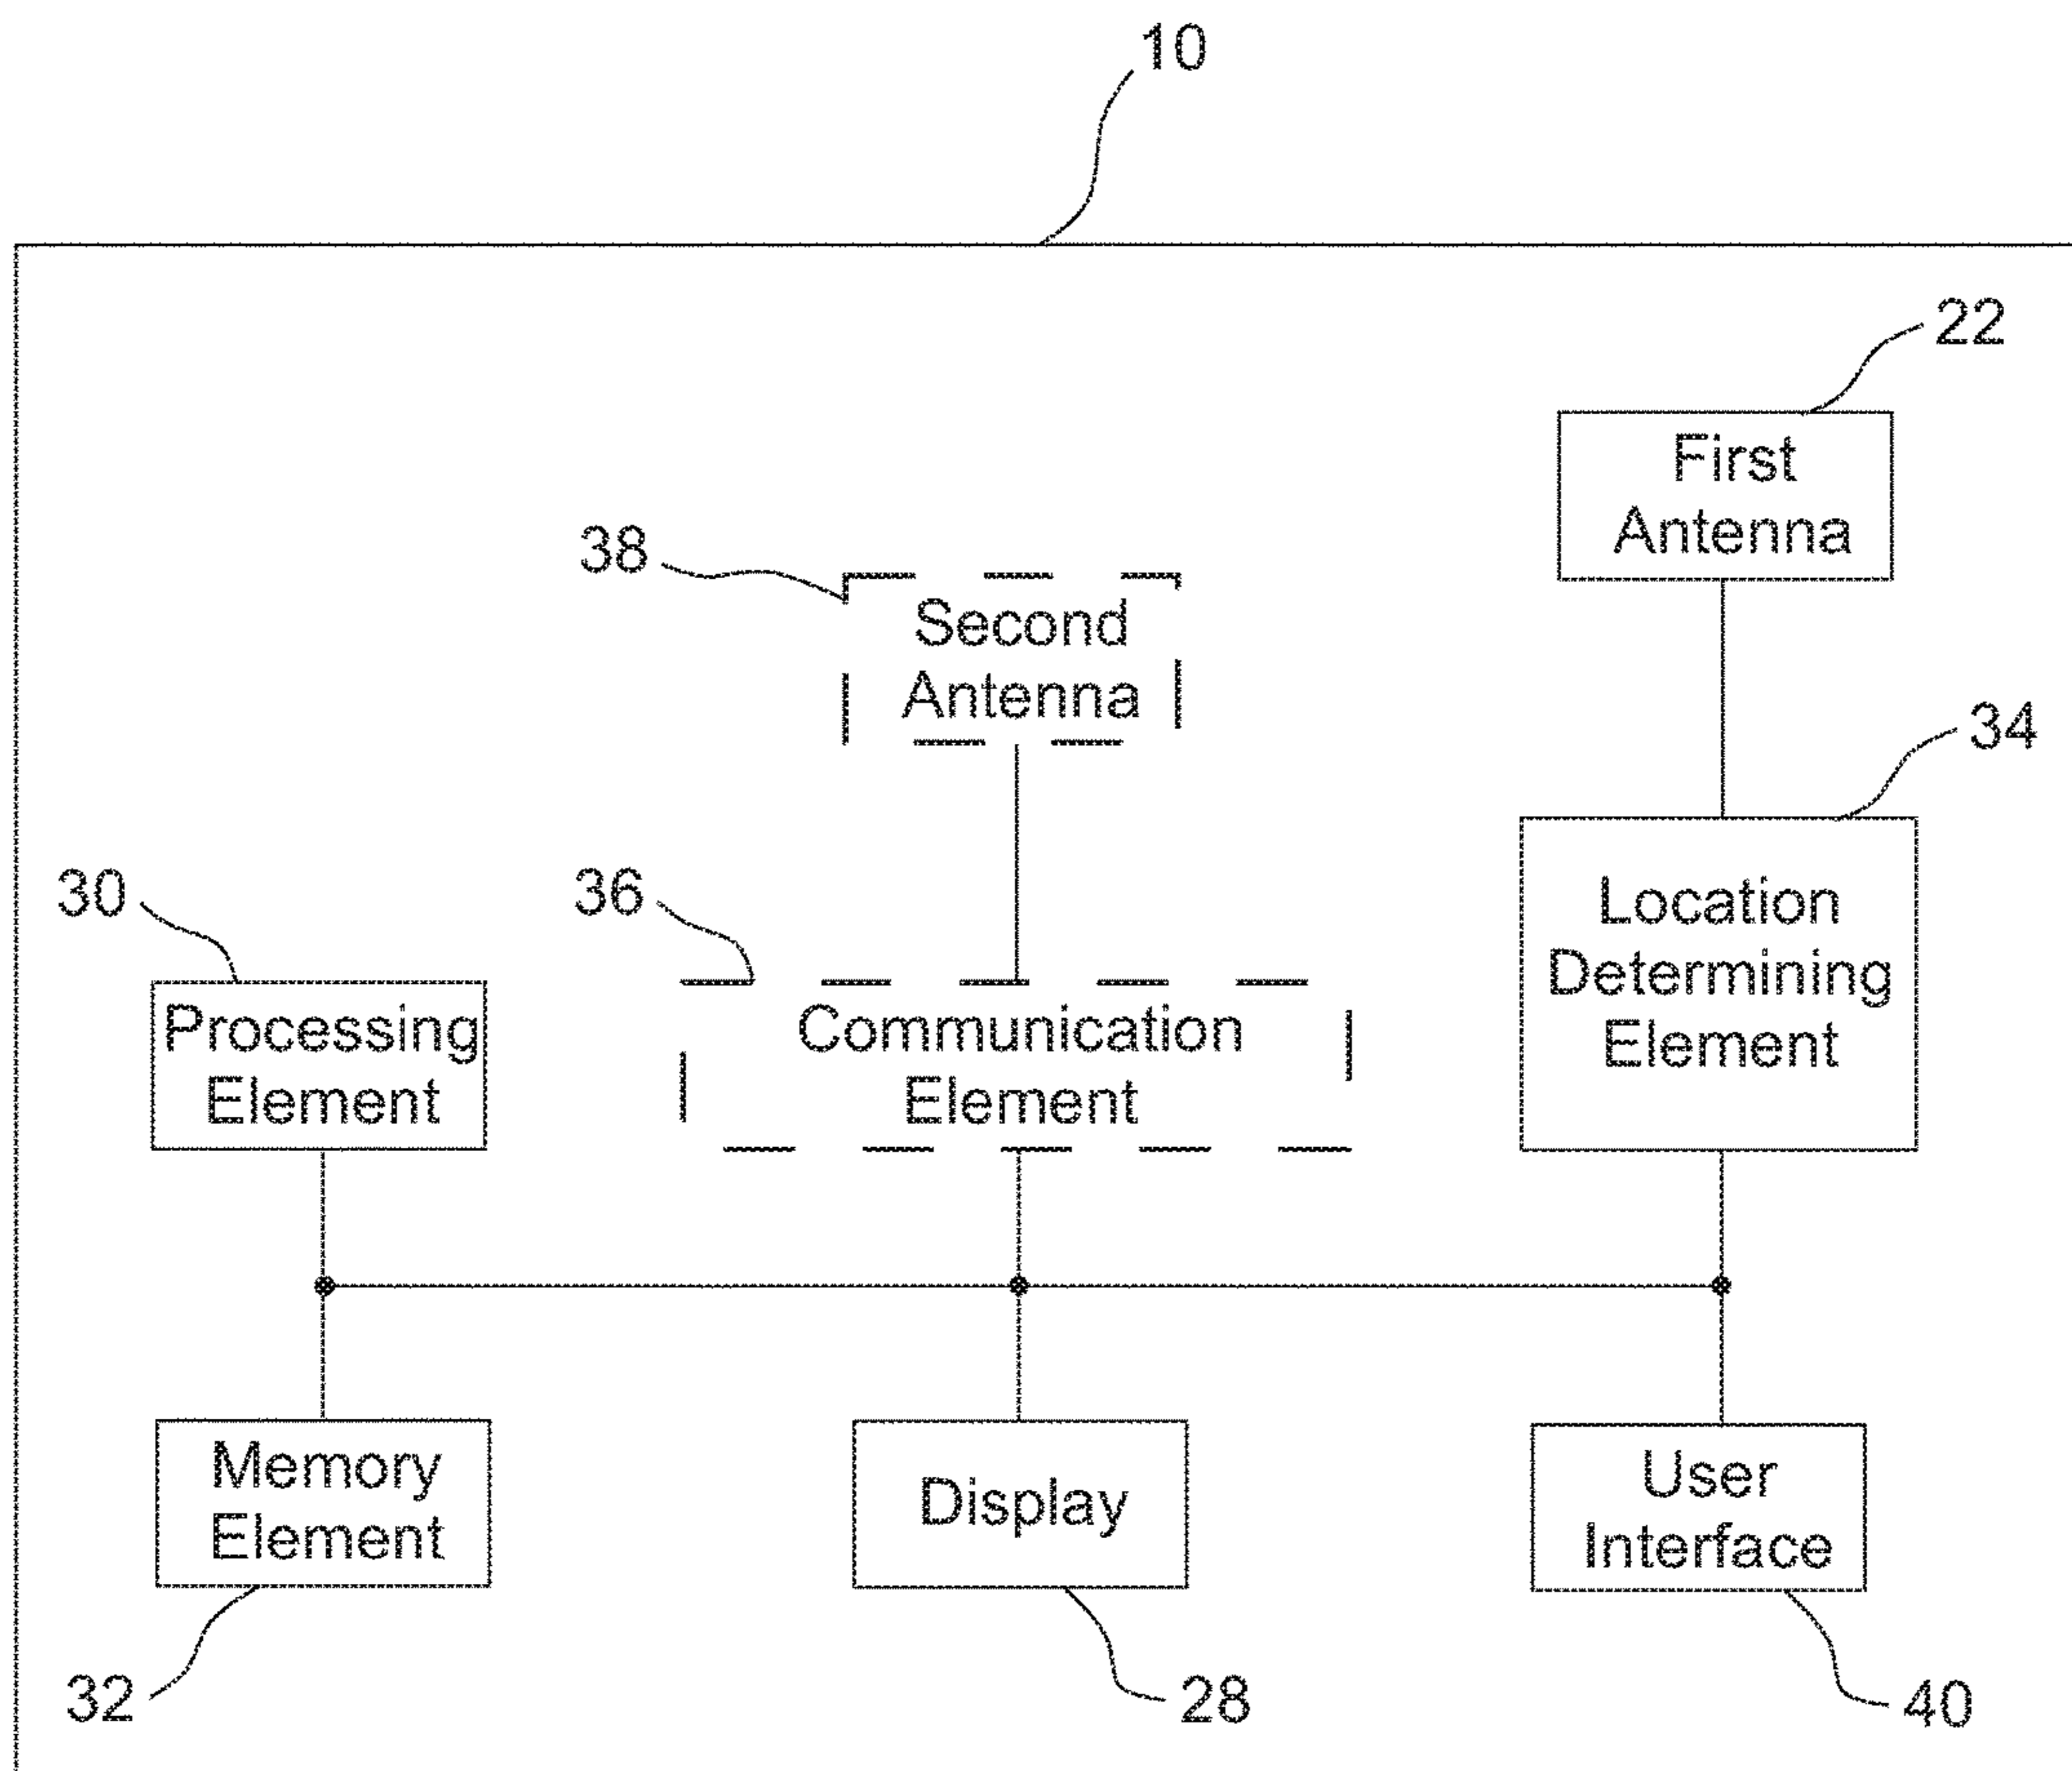 10
22
First
Antenna
38
Second
Antenna
34
30
36
Location
Determining
Element
Processing
Element
Communication
Element
Memory
Element
Display
User
Interface
32
28
40